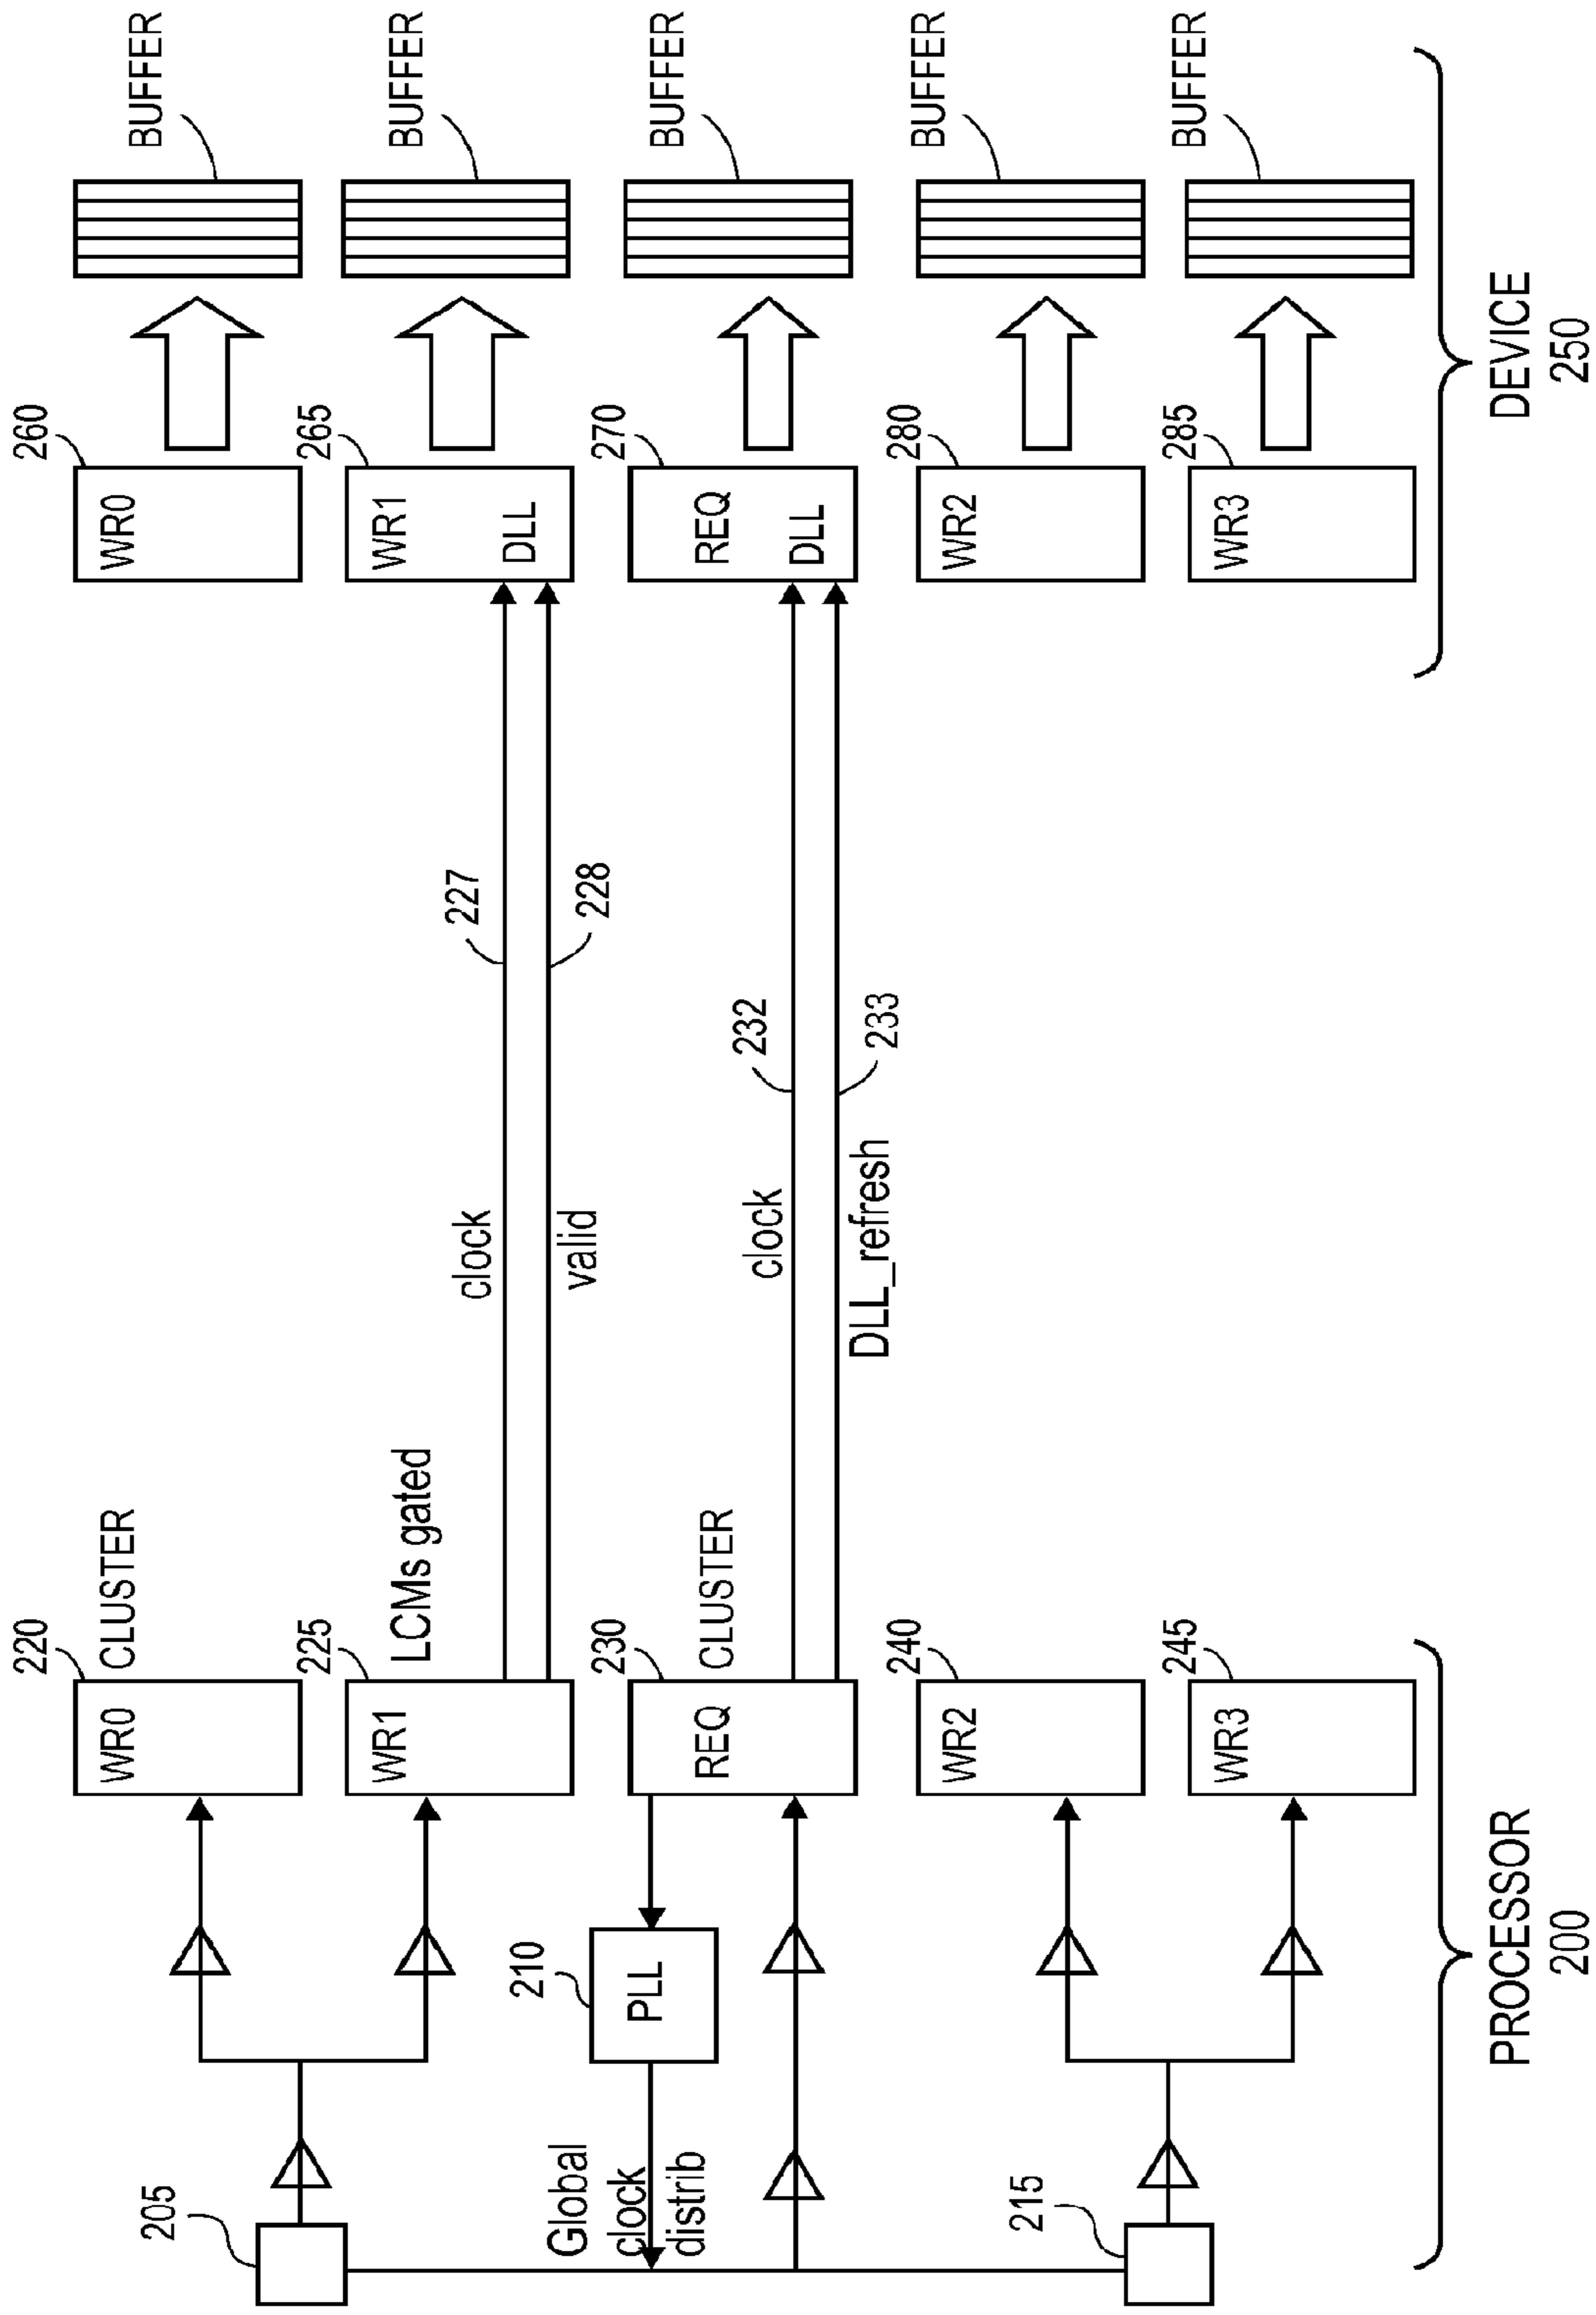 220
CLUSTER
WR0
260
WR0
BUFFER
205
225
LCMs gated
WR1
clock
227
valid
228
265
WR1
DLL
BUFFER
Global
clock
distrib
210
PLL
230
CLUSTER
REQ
clock
232
DLL_refresh
233
270
REQ
DLL
BUFFER
240
WR2
280
WR2
BUFFER
215
245
WR3
285
WR3
BUFFER
PROCESSOR
200
DEVICE
250